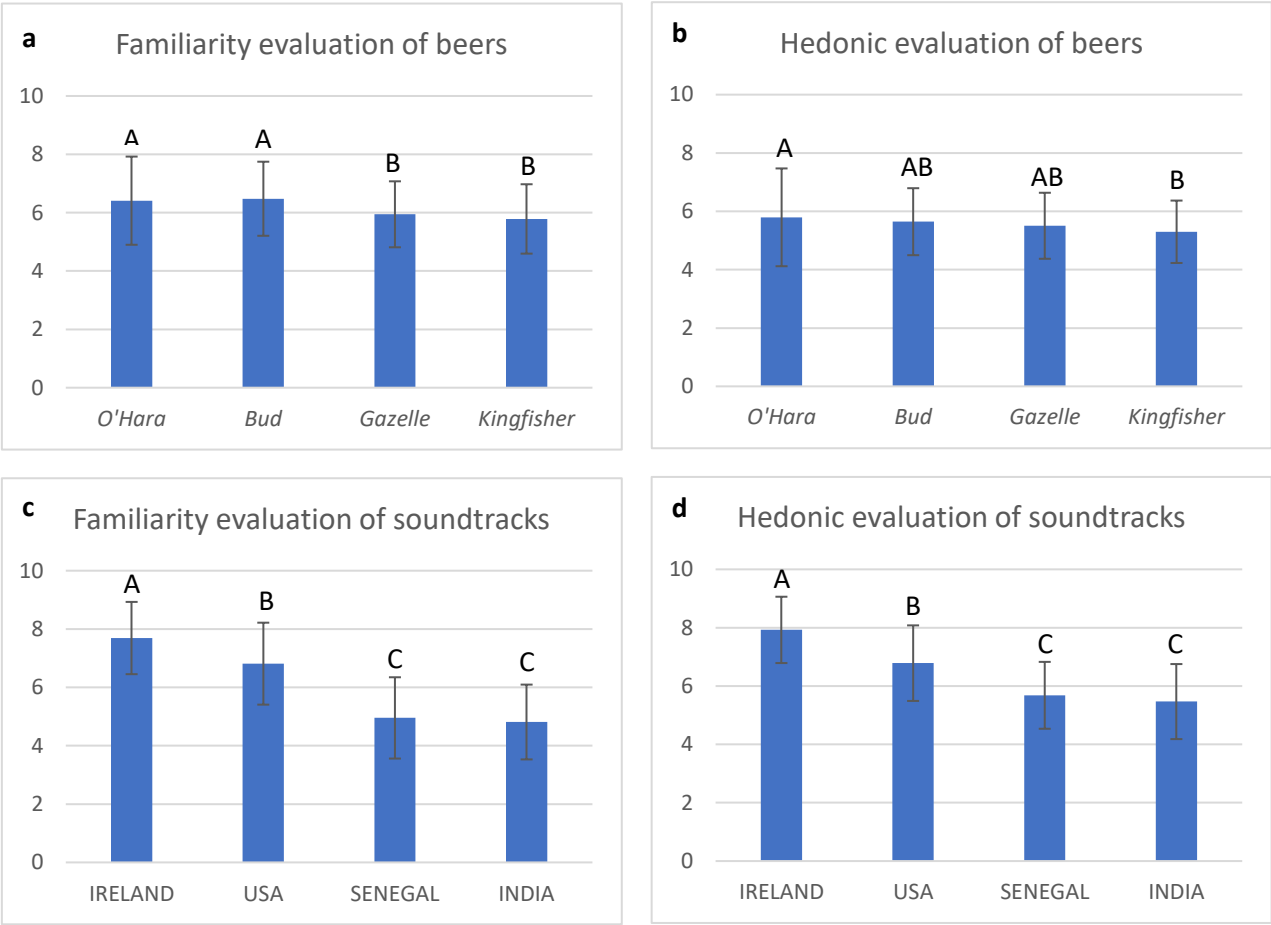 a
Familiarity evaluation of beers
10
8
6
4
2
0
A
A
B
B
O'Hara
Bud
Gazelle
Kingfisher
b
Hedonic evaluation of beers
10
8
6
4
2
0
A
AB
AB
B
O'Hara
Bud
Gazelle
Kingfisher
c
Familiarity evaluation of soundtracks
10
8
6
4
2
0
A
B
C
C
IRELAND
USA
SENEGAL
INDIA
d
Hedonic evaluation of soundtracks
10
8
6
4
2
0
A
B
C
C
IRELAND
USA
SENEGAL
INDIA